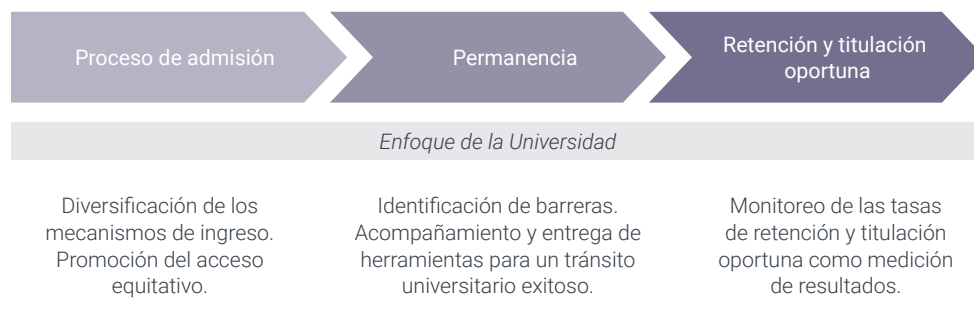 Proceso de admisión
Permanencia
Retención y titulación
oportuna
Enfoque de la Universidad
Diversificación de los
mecanismos de ingreso.
Promoción del acceso
equitativo.
Identificación de barreras.
Acompañamiento y entrega de
herramientas para un tránsito
universitario exitoso.
Monitoreo de las tasas
de retención y titulación
oportuna como medición
de resultados.